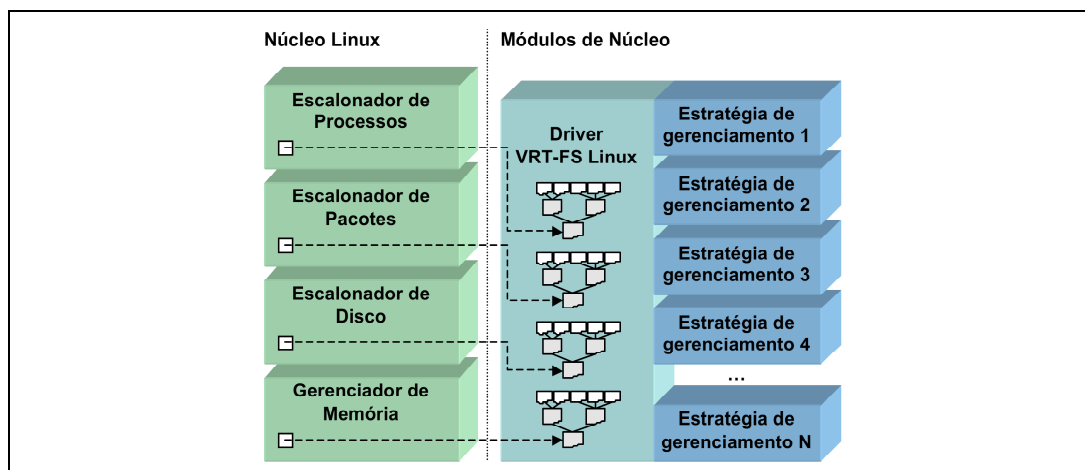 Núcleo Linux
Módulos de Núcleo
Escalonador de
Processos
Escalonador de
Pacotes
Escalonador de
Disco
Gerenciador de
Memória
Driver
VRT-FS Linux
Estratégia de
gerenciamento 1
Estratégia de
gerenciamento 2
Estratégia de
gerenciamento 3
Estratégia de
gerenciamento 4
...
Estratégia de
gerenciamento N